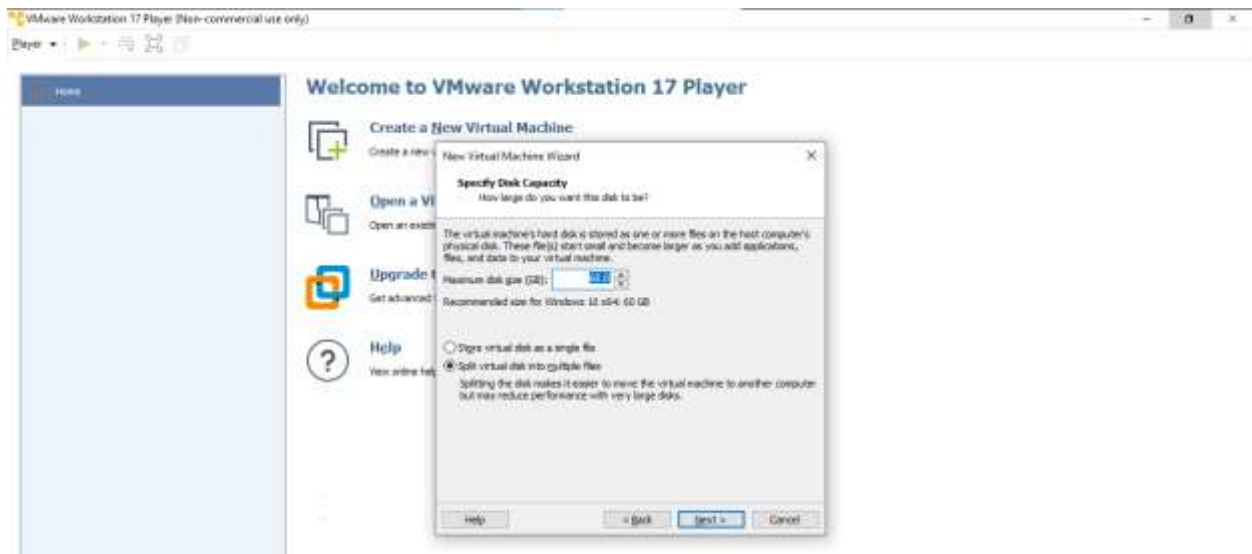 VMware Workstation 17 Player (Non-commercial use only)
Player
Home
Welcome to VMware Workstation 17 Player
Create a New Virtual Machine
Create a new
Open a Vi
Open an existi
Upgrade t
Get advanced
Help
View online help
New Virtual Machine Wizard
Specify Disk Capacity
How large do you want this disk to be?
The virtual machine's hard disk is stored as one or more files on the host computer's
physical disk. These file(s) start small and become larger as you add applications,
files, and data to your virtual machine.
Maximum disk size (GB):
60.0
Recommended size for Windows 10 x64: 60 GB
Store virtual disk as a single file
Split virtual disk into multiple files
Splitting the disk makes it easier to move the virtual machine to another computer
but may reduce performance with very large disks.
Help
< Back
Next >
Cancel